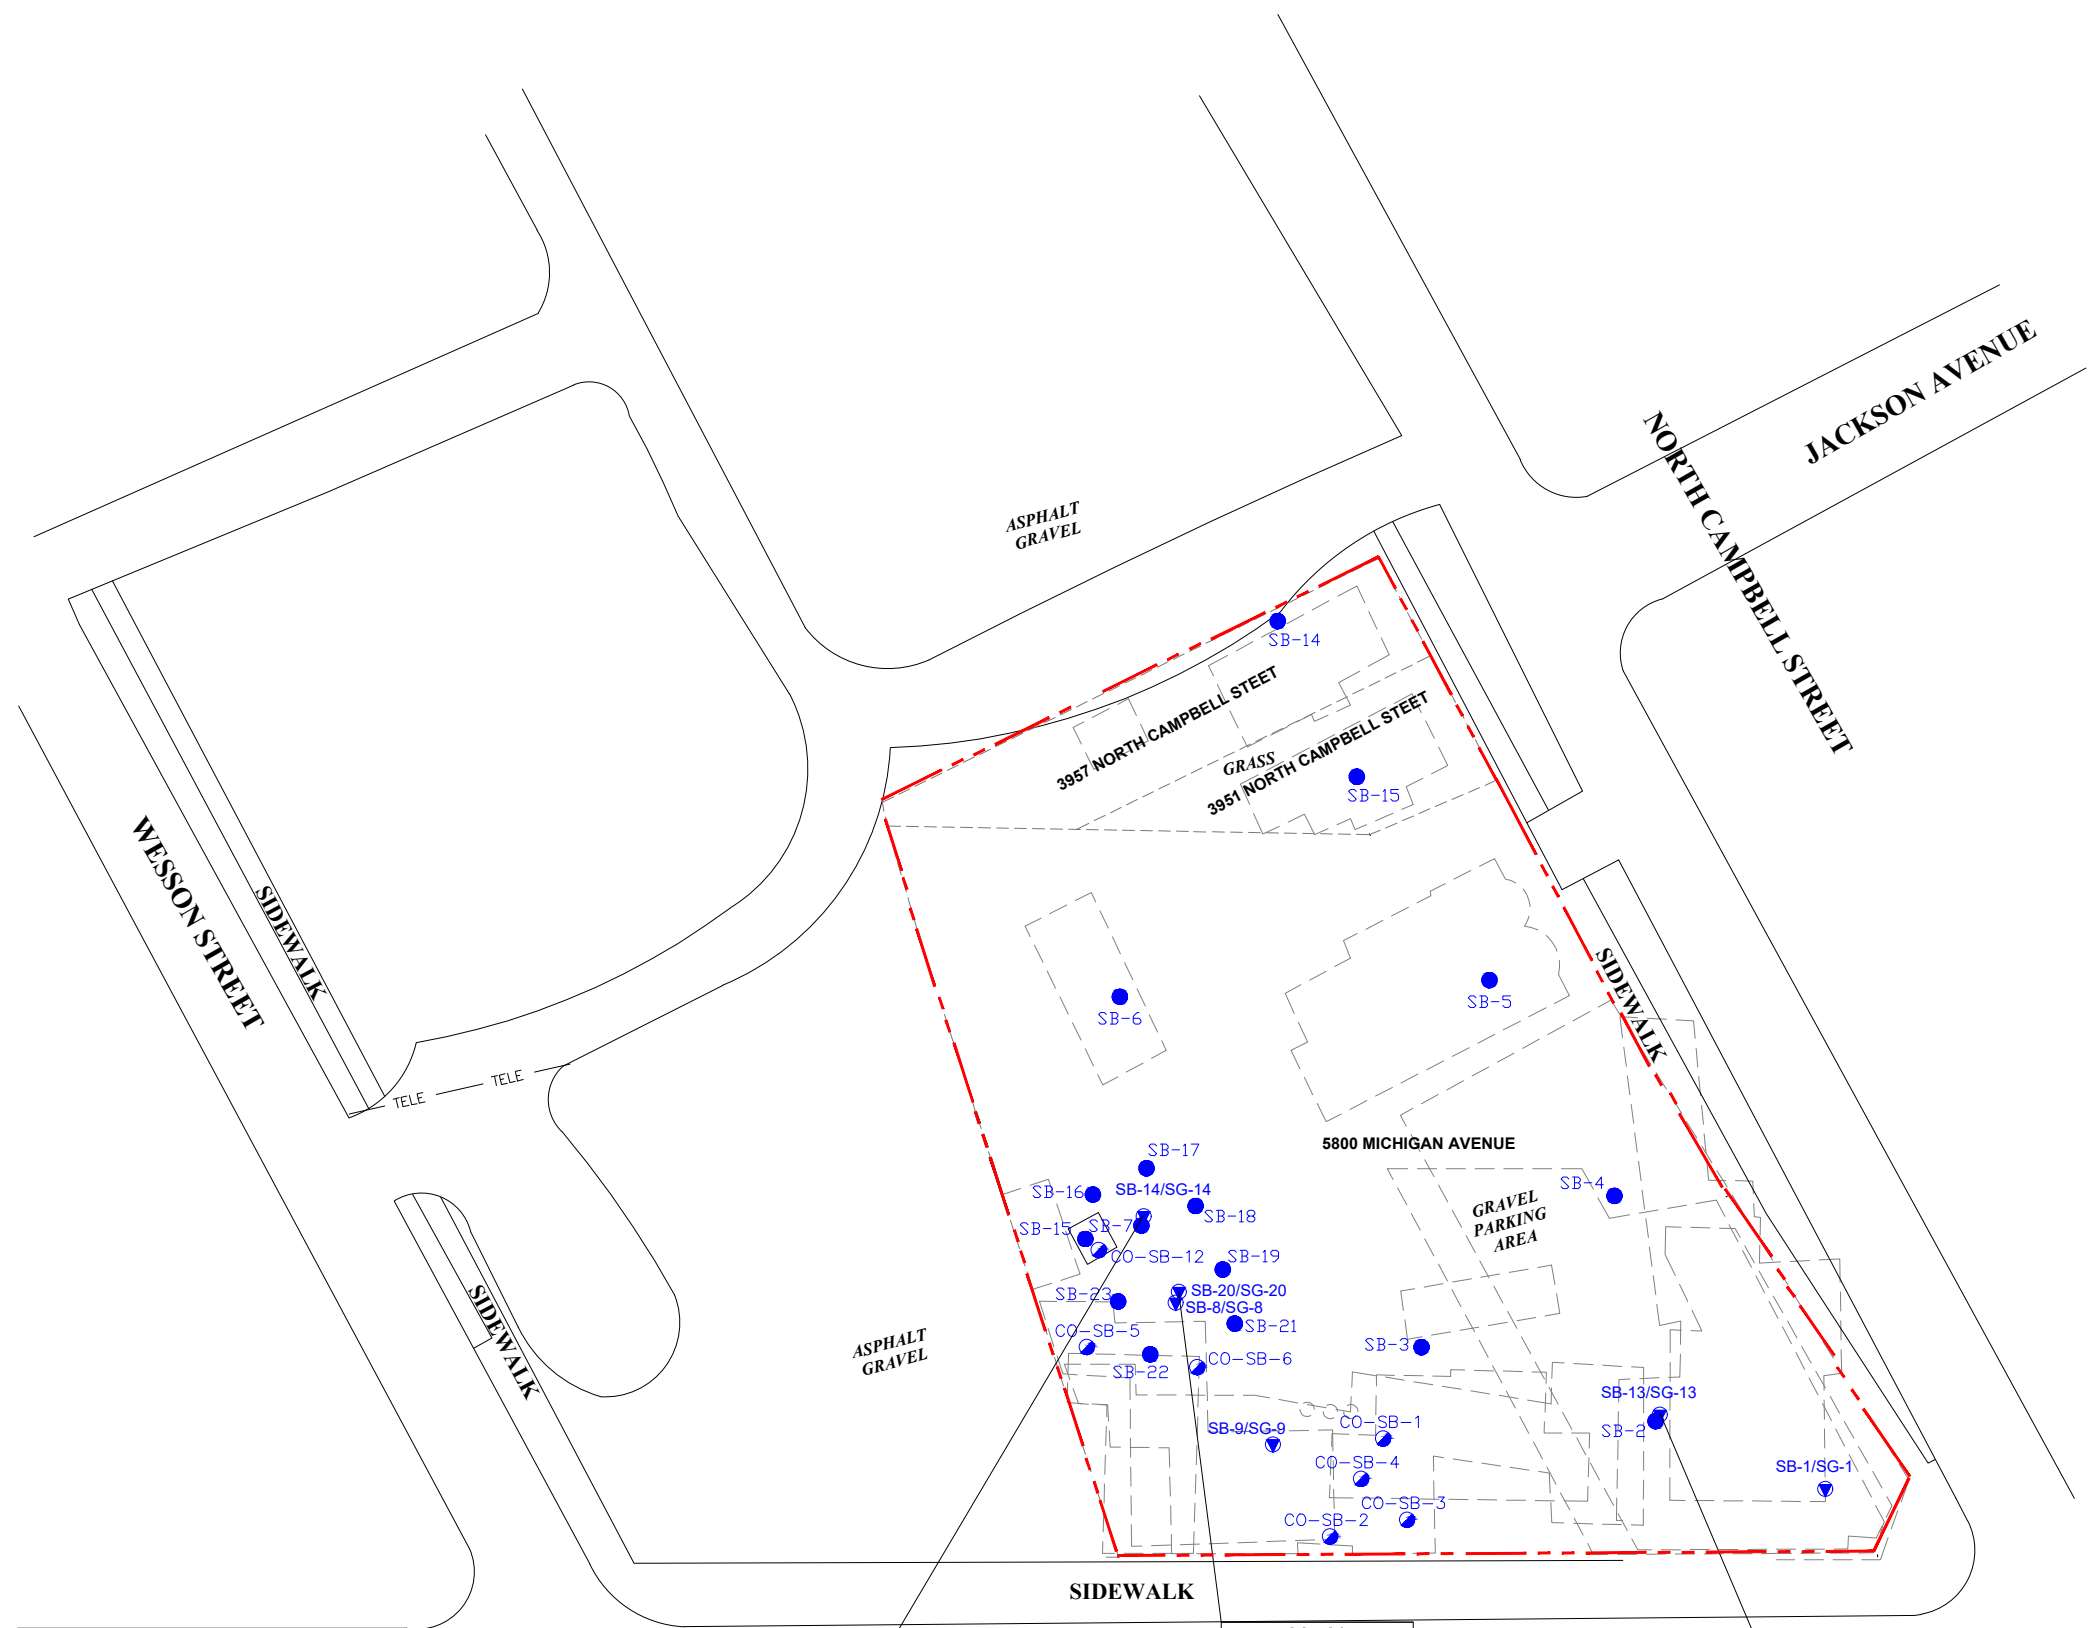 JACKSON AVENUE
NORTH CAMPBELL STREET
ASPHALT
GRAVEL
SB-14
3957 NORTH CAMPBELL STEET
GRASS
3951 NORTH CAMPBELL STEET
SB-15
WESSON STREET
SIDEWALK
SIDEWALK
SB-5
SB-6
TELE
TELE
5800 MICHIGAN AVENUE
SB-17
SB-16
SB-14/SG-14
SB-4
GRAVEL
PARKING
AREA
SB-18
SB-15
SB-7
CO-SB-12
SB-19
SB-23
SB-20/SG-20
SB-8/SG-8
SB-21
CO-SB-5
SB-3
ASPHALT
GRAVEL
SIDEWALK
SB-22
CO-SB-6
SB-13/SG-13
SB-9/SG-9
CO-SB-1
SB-2
CO-SB-4
SB-1/SG-1
CO-SB-3
CO-SB-2
SIDEWALK